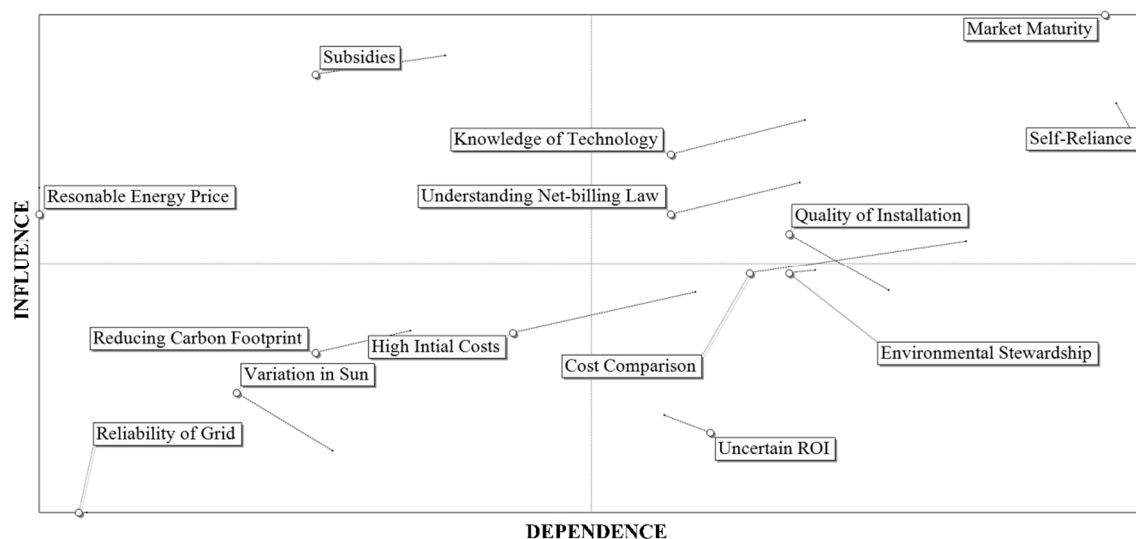 Market Maturity
Subsidies
Knowledge of Technology
Self-Reliance
Resonable Energy Price
Understanding Net-billing Law
Quality of Installation
INFLUENCE
Reducing Carbon Footprint
High Intial Costs
Cost Comparison
Environmental Stewardship
Variation in Sun
Reliability of Grid
Uncertain ROI
DEPENDENCE